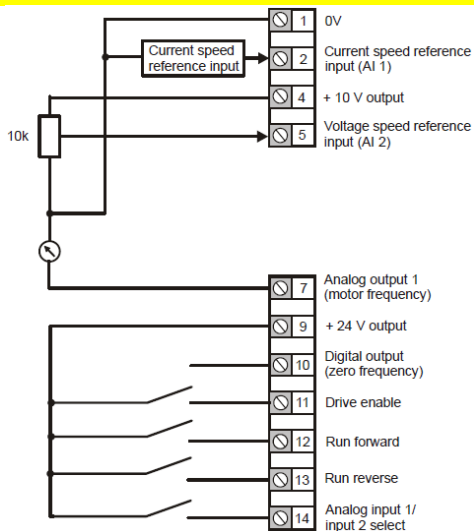 1 0V
Current speed
reference input
2 Current speed reference
input (AI 1)
4 + 10 V output
10k
5 Voltage speed reference
input (AI 2)
7 Analog output 1
(motor frequency)
9 + 24 V output
10 Digital output
(zero frequency)
11 Drive enable
12 Run forward
13 Run reverse
14 Analog input 1/
input 2 select